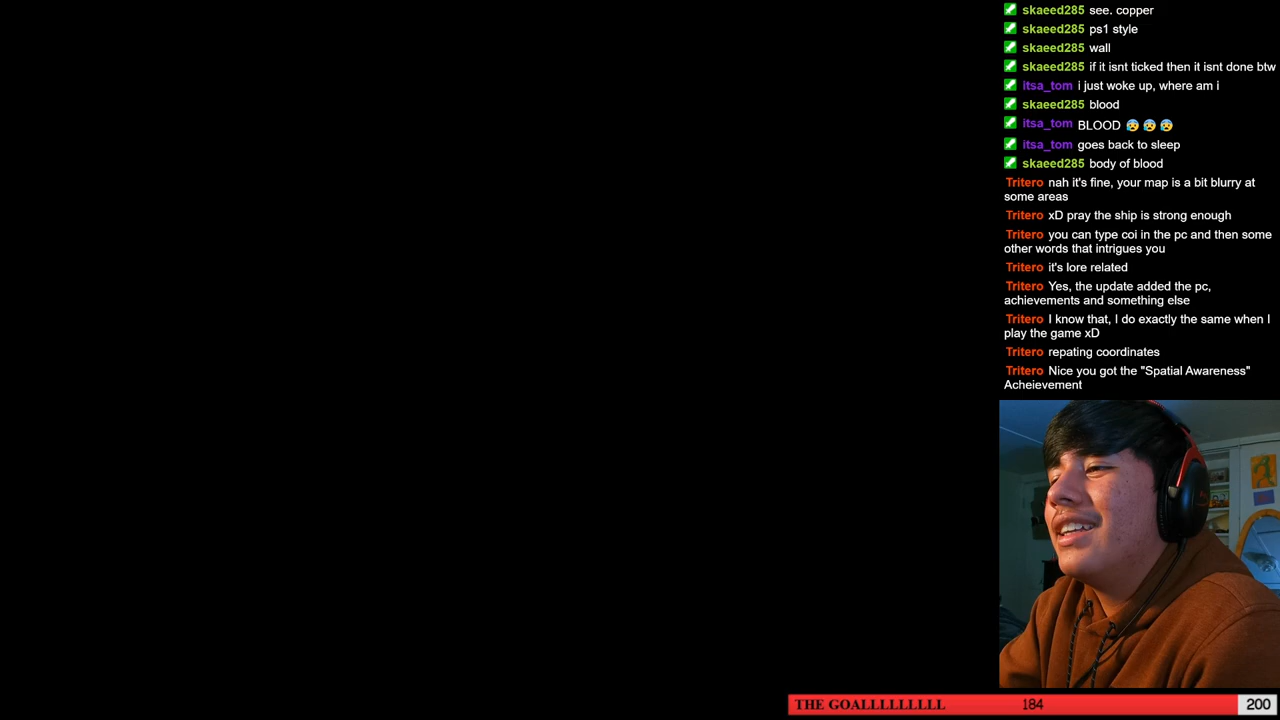 skaeed285 see. copper
skaeed285 ps1 style
skaeed285 wall
skaeed285 if it isnt ticked then it isnt done btw
itsa_tom i just woke up, where am i
skaeed285 blood
itsa_tom BLOOD 😰 😰 😰
itsa_tom goes back to sleep
skaeed285 body of blood
Tritero nah it's fine, your map is a bit blurry at
some areas
Tritero xD pray the ship is strong enough
Tritero you can type coi in the pc and then some
other words that intrigues you
Tritero it's lore related
Tritero Yes, the update added the pc,
achievements and something else
Tritero I know that, I do exactly the same when I
play the game xD
Tritero repating coordinates
Tritero Nice you got the "Spatial Awareness"
Acheievement
THE GOALLLLLLLLL 184 200